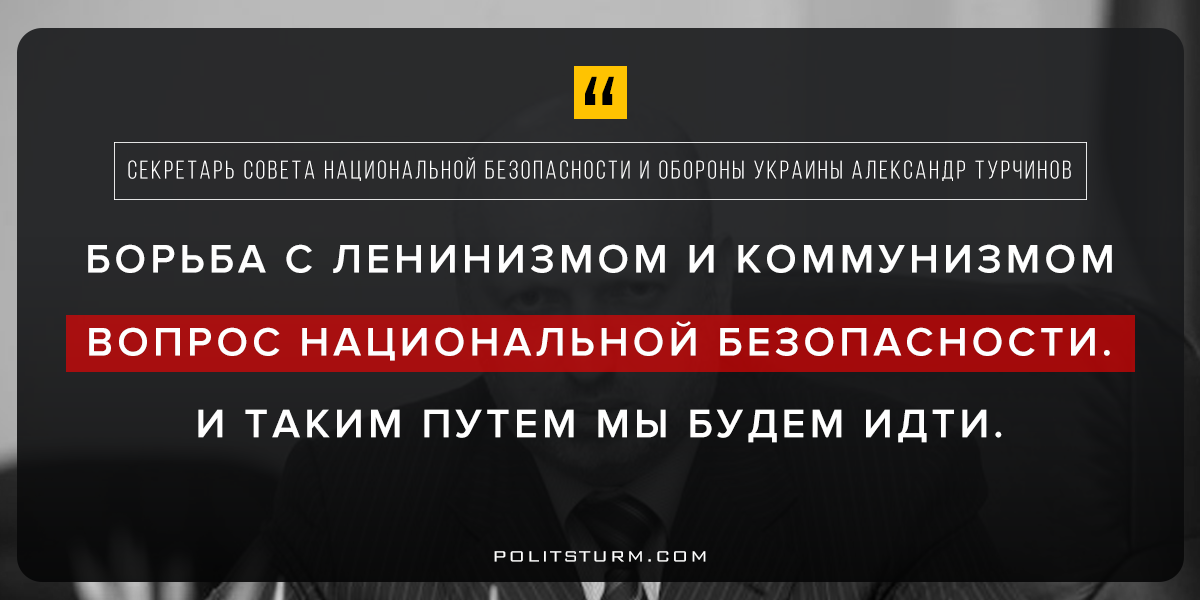 “
СЕКРЕТАРЬ СОВЕТА НАЦИОНАЛЬНОЙ БЕЗОПАСНОСТИ И ОБОРОНЫ УКРАИНЫ АЛЕКСАНДР ТУРЧИНОВ
БОРЬБА С ЛЕНИНИЗМОМ И КОММУНИЗМОМ
ВОПРОС НАЦИОНАЛЬНОЙ БЕЗОПАСНОСТИ.
И ТАКИМ ПУТЕМ МЫ БУДЕМ ИДТИ.
POLITSTURM.COM